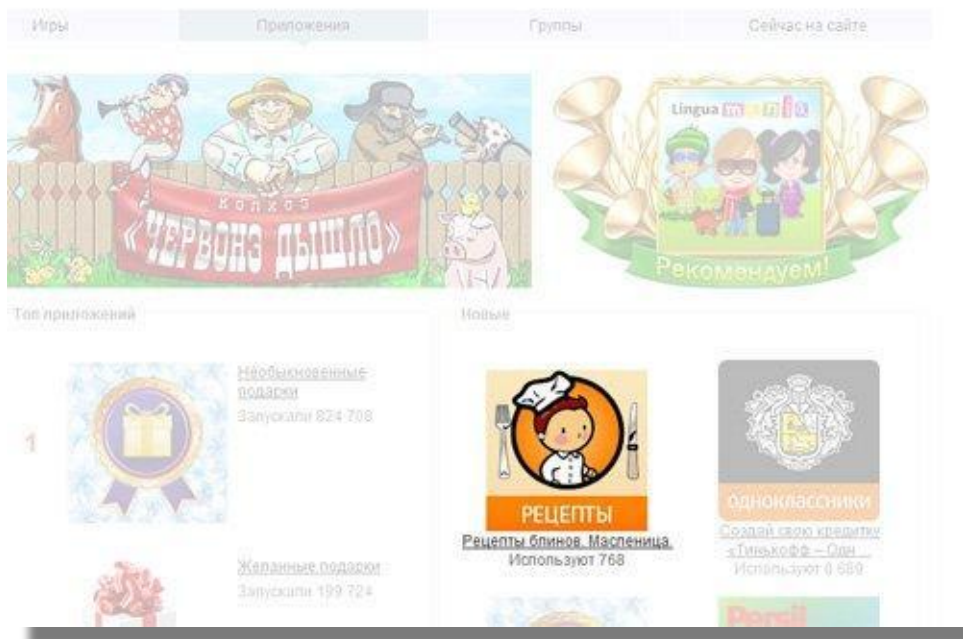 Игры
Приложения
Группы
Сейчас на сайте
КОЛХОЗ
«ЧЕРВОНЭ ДЫШЛО»
Lingua mania
Рекомендуем!
Топ приложений
Новые
1
Необыкновенные
подарки
Запускали 824 708
РЕЦЕПТЫ
Рецепты блинов. Масленица.
Используют 768
ОДНОКЛАССНИКИ
Создай свою кредитку
«Тинькофф – Одн ...
Используют 8 689
Желанные подарки
Запускали 199 724
Persil